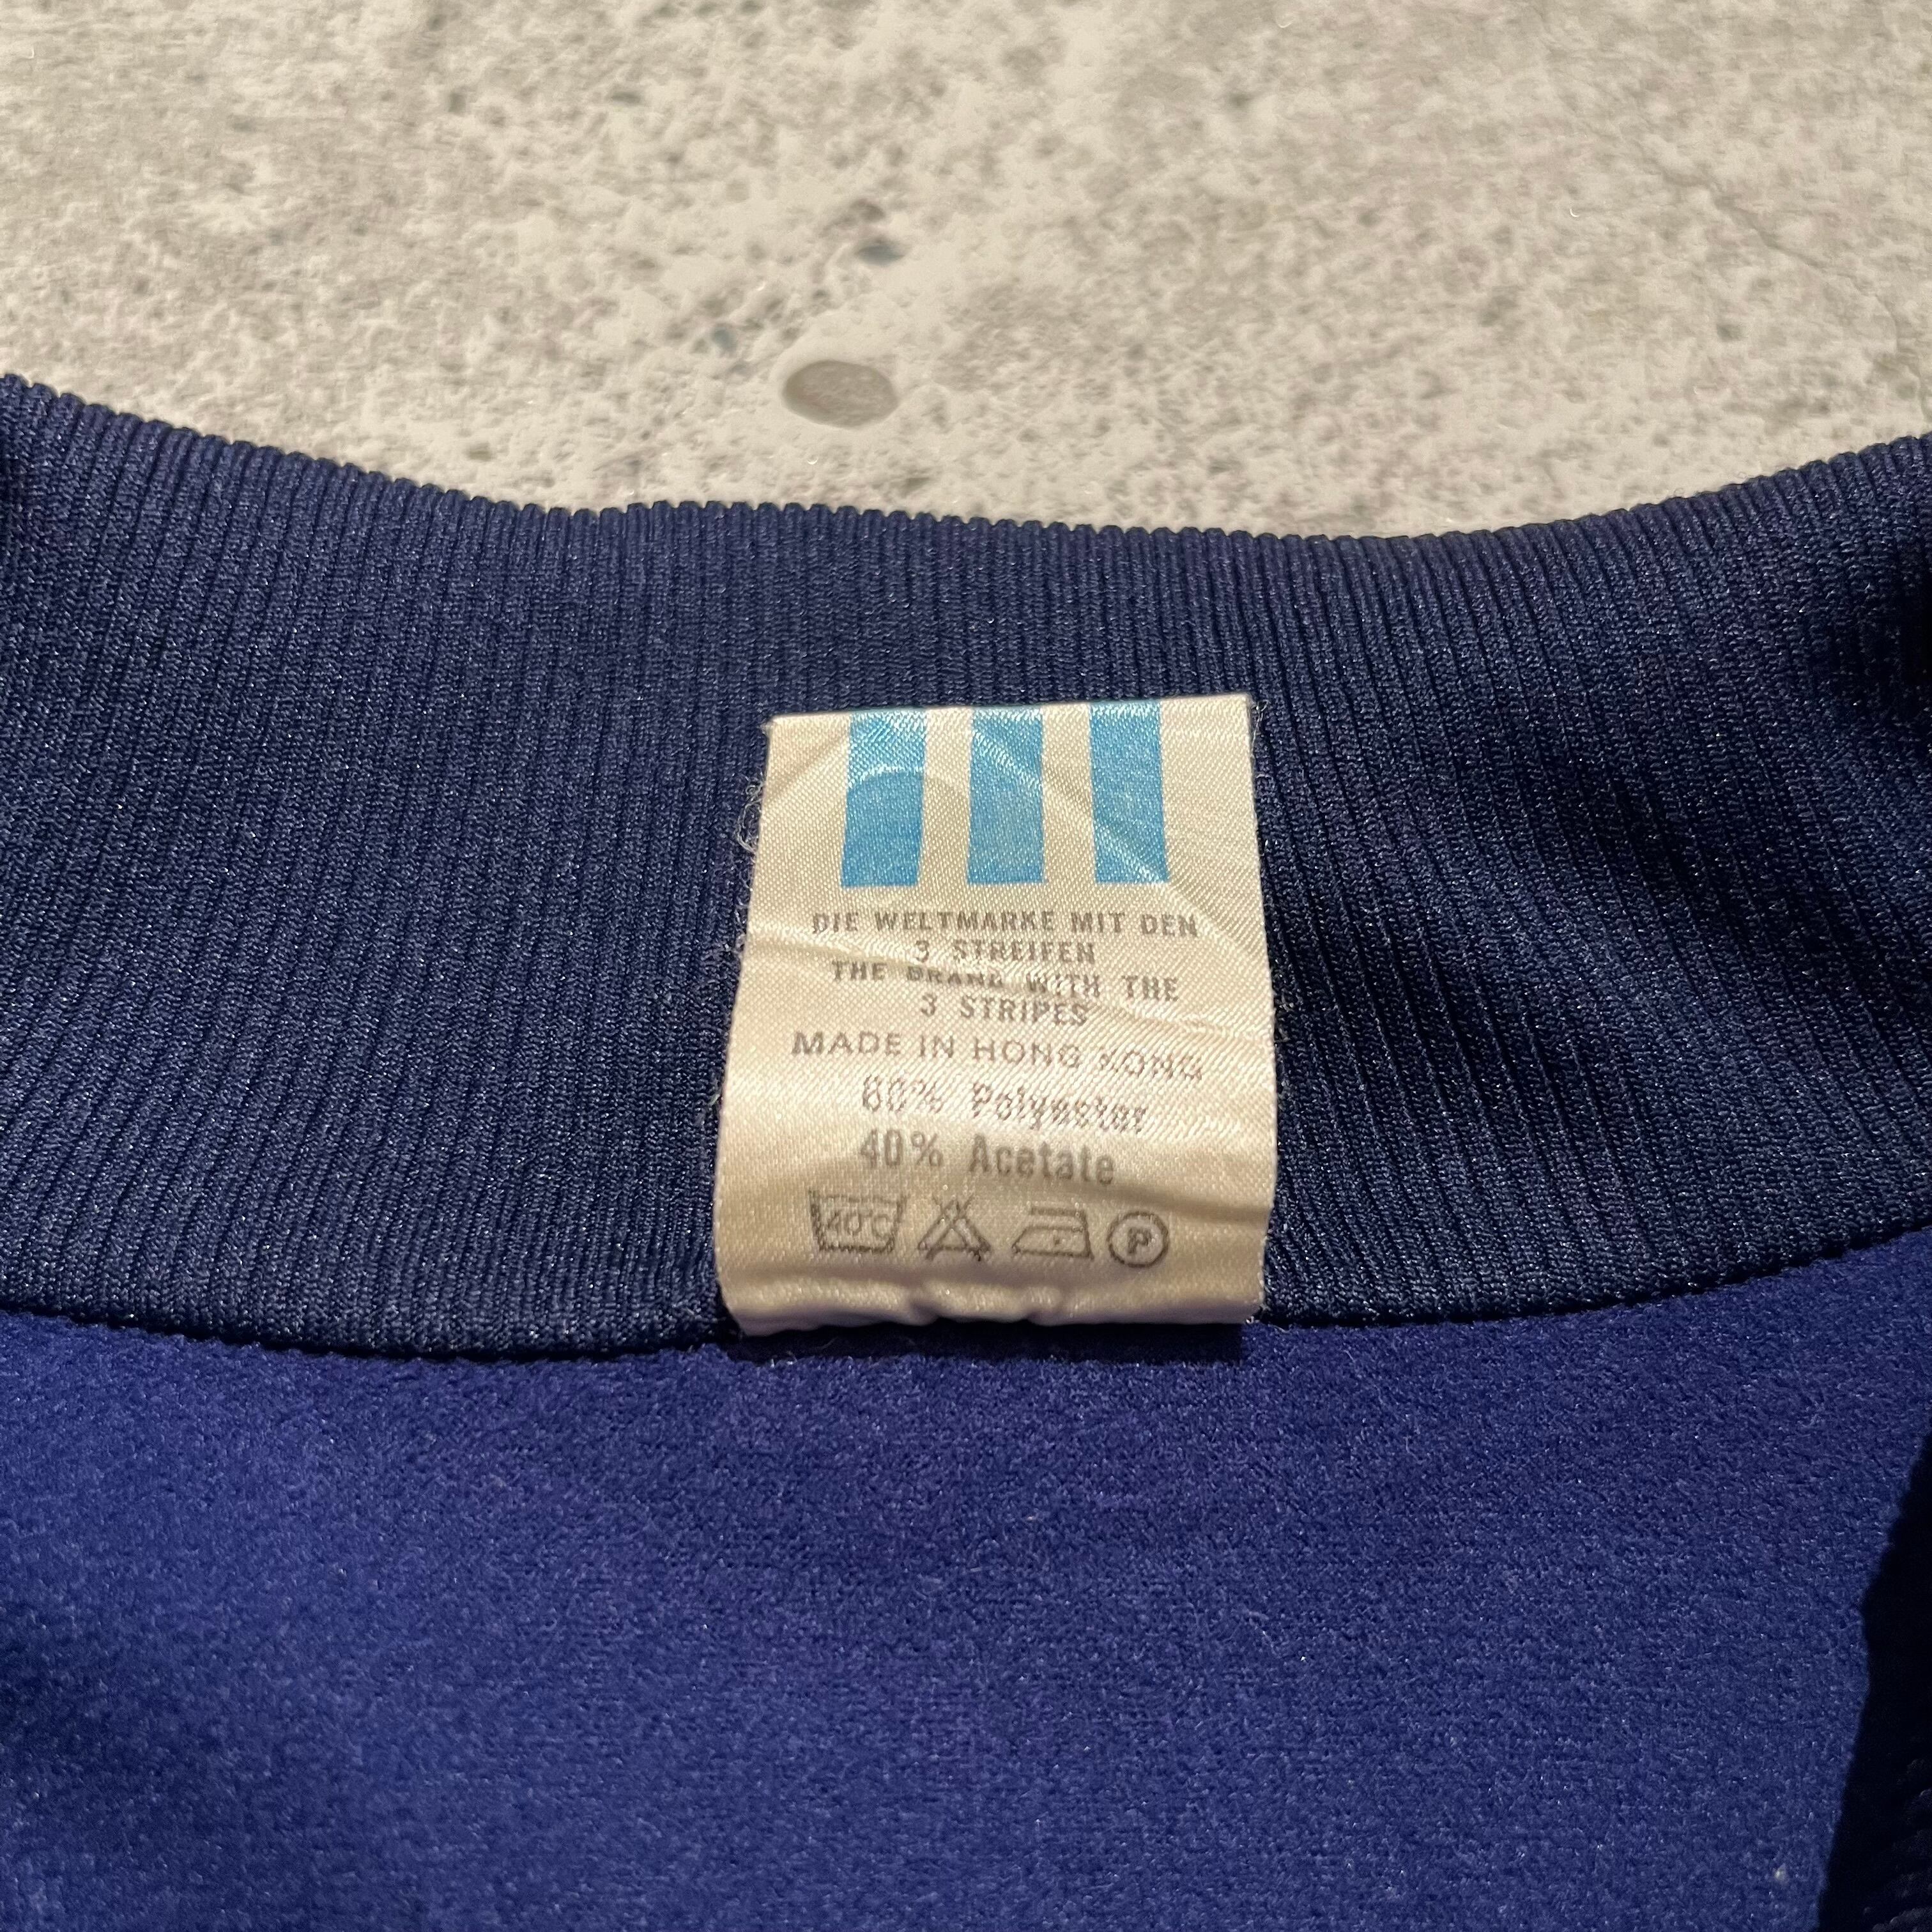 DIE WELTMARKE MIT DEN
3 STREIFEN
THE BRAND WITH THE
3 STRIPES
MADE IN HONG KONG
60% Polyester
40% Acetate
40°C P